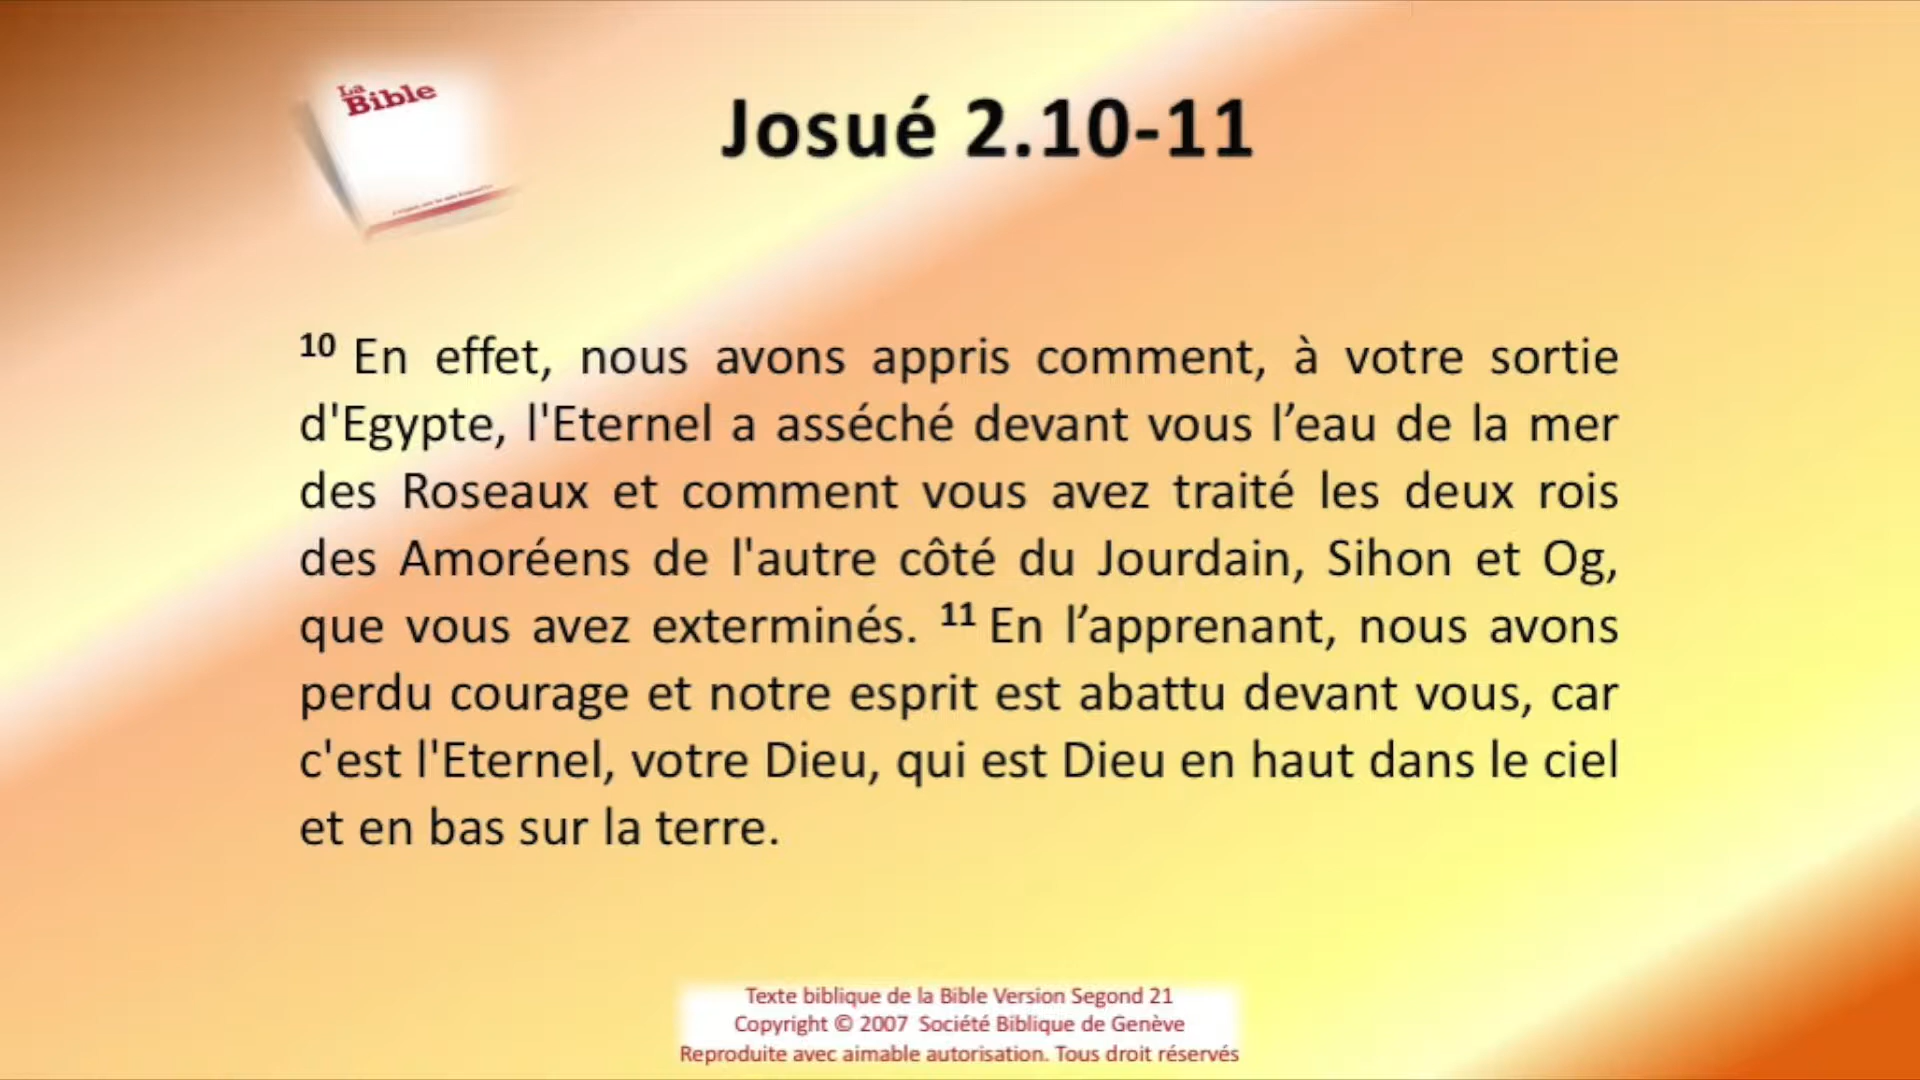 La
Bible
Josué 2.10-11
10 En effet, nous avons appris comment, à votre sortie
d'Egypte, l'Eternel a asséché devant vous l’eau de la mer
des Roseaux et comment vous avez traité les deux rois
des Amoréens de l'autre côté du Jourdain, Sihon et Og,
que vous avez exterminés. 11 En l’apprenant, nous avons
perdu courage et notre esprit est abattu devant vous, car
c'est l'Eternel, votre Dieu, qui est Dieu en haut dans le ciel
et en bas sur la terre.
Texte biblique de la Bible Version Segond 21
Copyright © 2007 Société Biblique de Genève
Reproduite avec aimable autorisation. Tous droit réservés